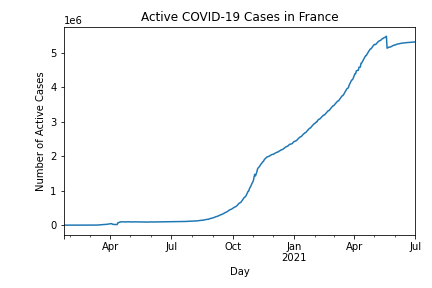 Active COVID-19 Cases in France
1e6
Number of Active Cases
5
4
3
2
1
0
Apr
Jul
Oct
Jan
2021
Apr
Jul
Day